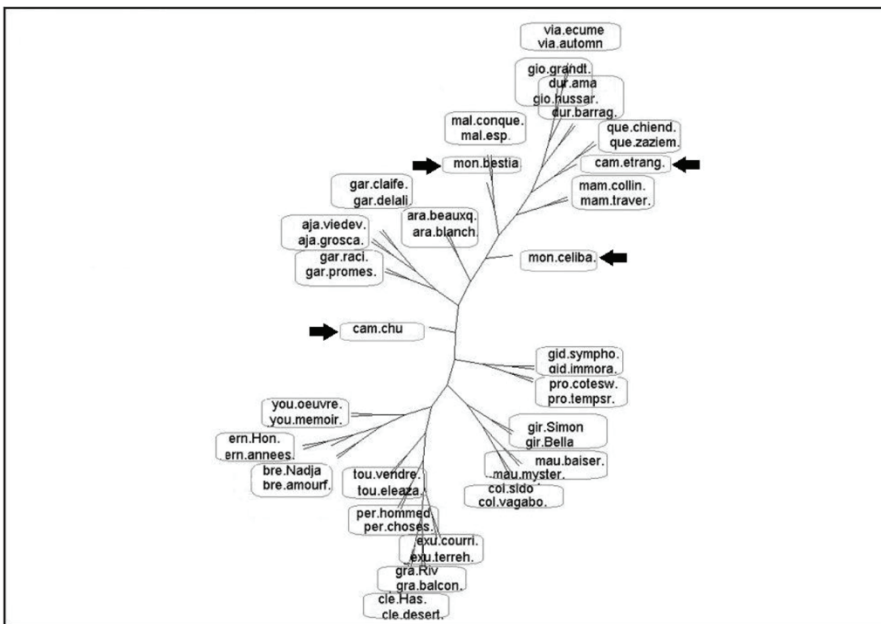 via.ecume
via.automn
gio.grandt.
dur.ama
gio.hussar.
dur.barrag.
mal.conque.
mal.esp.
que.chiend.
que.zaziem.
mon.bestia
cam.etrang.
gar.claife.
gar.delali
mam.collin.
mam.traver.
ara.beauxq.
ara.blanch.
aja.viedev.
aja.grosca.
gar.raci.
gar.promes.
mon.celiba.
cam.chu
gid.sympho.
gid.immora.
pro.cotesw.
pro.tempsr.
you.oeuvre.
you.memoir.
gir.Simon
gir.Bella
ern.Hon.
ern.annees.
mau.baiser.
mau.myster.
bre.Nadja
bre.amourf.
tou.vendre.
tou.eleaza.
col.sido
col.vagabo.
per.hommed
per.choses.
exu.courri.
exu.terreh.
gra.Riv
gra.balcon.
cle.Has.
cle.desert.